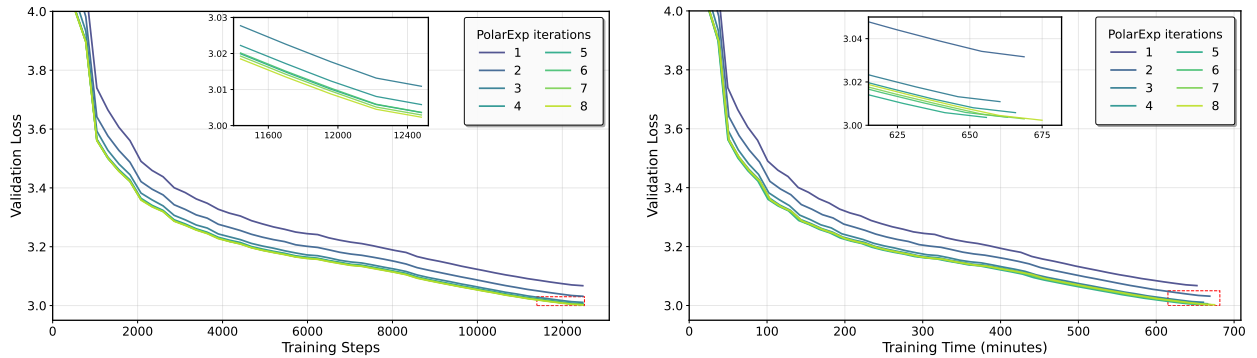 4.0
3.8
3.6
3.4
3.2
3.0
Validation Loss
0 2000 4000 6000 8000 10000 12000
Training Steps
3.03
3.02
3.01
3.00
11600 12000 12400
PolarExp iterations
1 5
2 6
3 7
4 8
4.0
3.8
3.6
3.4
3.2
3.0
Validation Loss
0 100 200 300 400 500 600 700
Training Time (minutes)
3.04
3.02
3.00
625 650 675
PolarExp iterations
1 5
2 6
3 7
4 8